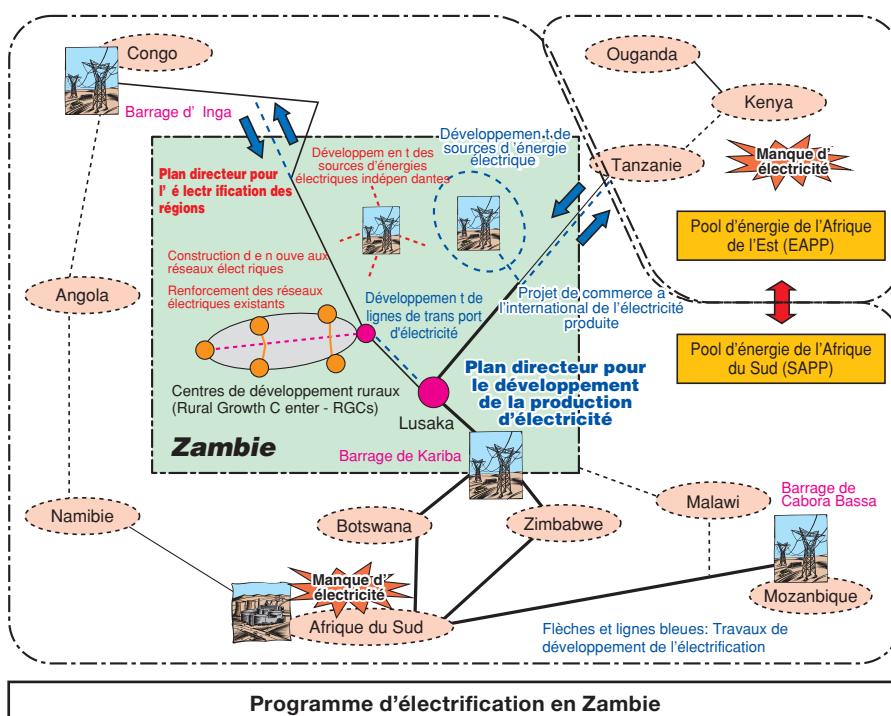 Congo
Barrage d' Inga
Ouganda
Kenya
Tanzanie
Manque d'
électricité
Pool d'énergie de l'Afrique
de l'Est (EAPP)
Pool d'énergie de l'Afrique
du Sud (SAPP)
Développemen t de
sources d 'énergie
électrique
Développem en t des
sources d'énergies
électriques indépen dantes
Plan directeur pour
l' é lectr ification des
régions
Construction d e n ouve aux
réseaux élect riques
Renforcement des réseaux
électriques existants
Angola
Développemen t de
lignes de trans port
d'électricité
Projet de commerce à
l'international de l'électricité
produite
Plan directeur pour
le développement
de la production
d'électricité
Centres de développement ruraux
(Rural Growth C enter - RGCs)
Lusaka
Zambie
Barrage de Kariba
Namibie
Botswana
Zimbabwe
Malawi
Barrage de
Cabora Bassa
Manque d'
électricité
Afrique du Sud
Mozanbique
Flèches et lignes bleues: Travaux de
développement de l'électrification
Programme d'électrification en Zambie